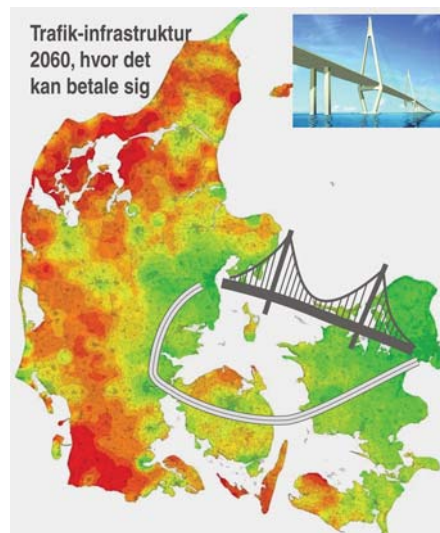 Trafik-infrastruktur
2060, hvor det
kan betale sig